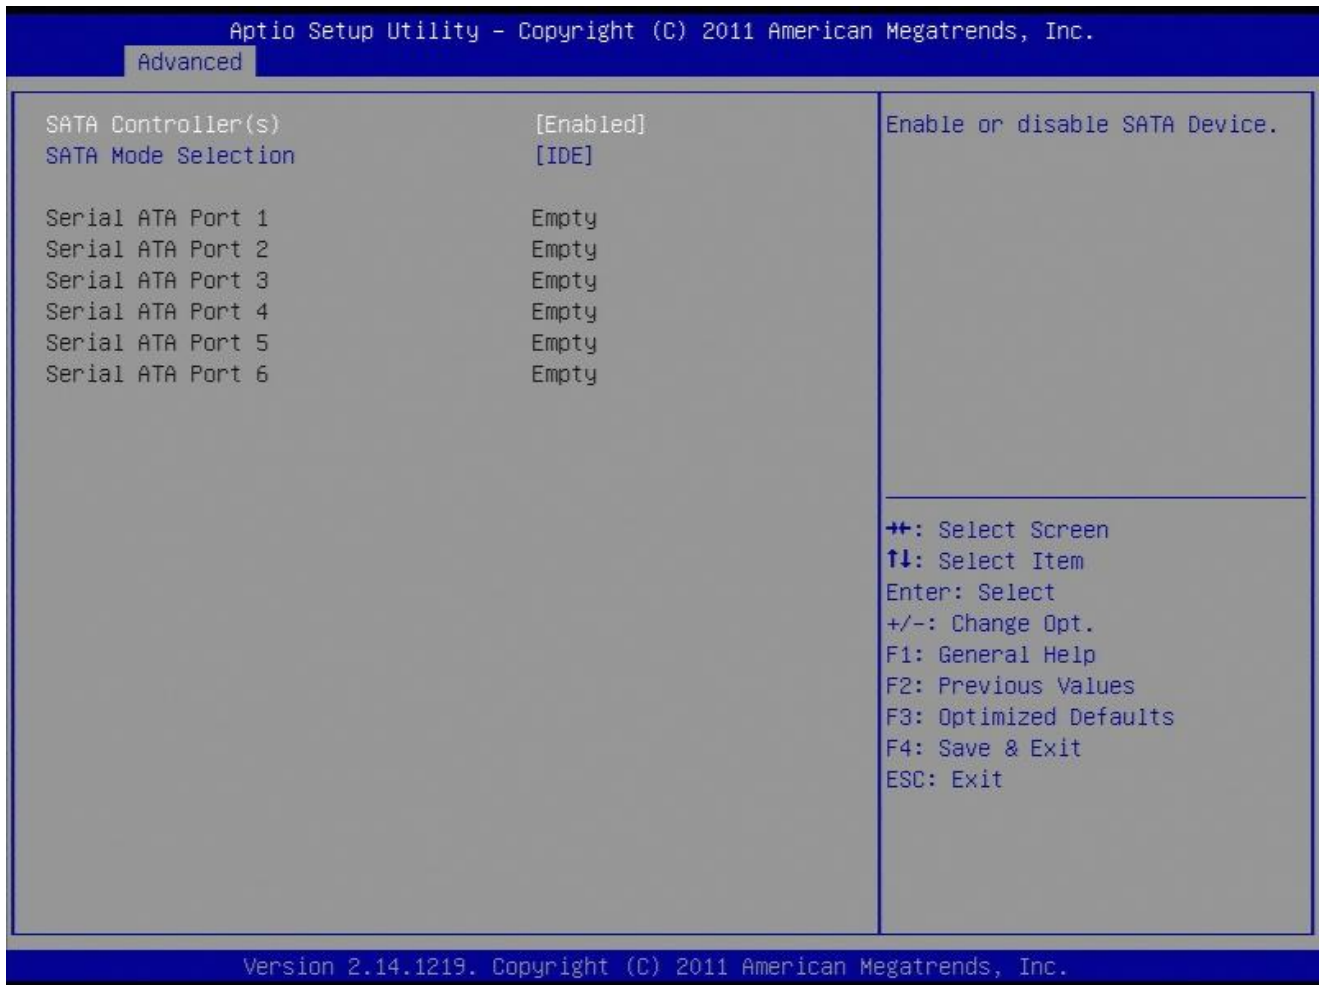 Aptio Setup Utility – Copyright (C) 2011 American Megatrends, Inc.
Advanced
SATA Controller(s) [Enabled]
SATA Mode Selection [IDE]
Serial ATA Port 1 Empty
Serial ATA Port 2 Empty
Serial ATA Port 3 Empty
Serial ATA Port 4 Empty
Serial ATA Port 5 Empty
Serial ATA Port 6 Empty
Enable or disable SATA Device.
→←: Select Screen
↑↓: Select Item
Enter: Select
+/-: Change Opt.
F1: General Help
F2: Previous Values
F3: Optimized Defaults
F4: Save & Exit
ESC: Exit
Version 2.14.1219. Copyright (C) 2011 American Megatrends, Inc.